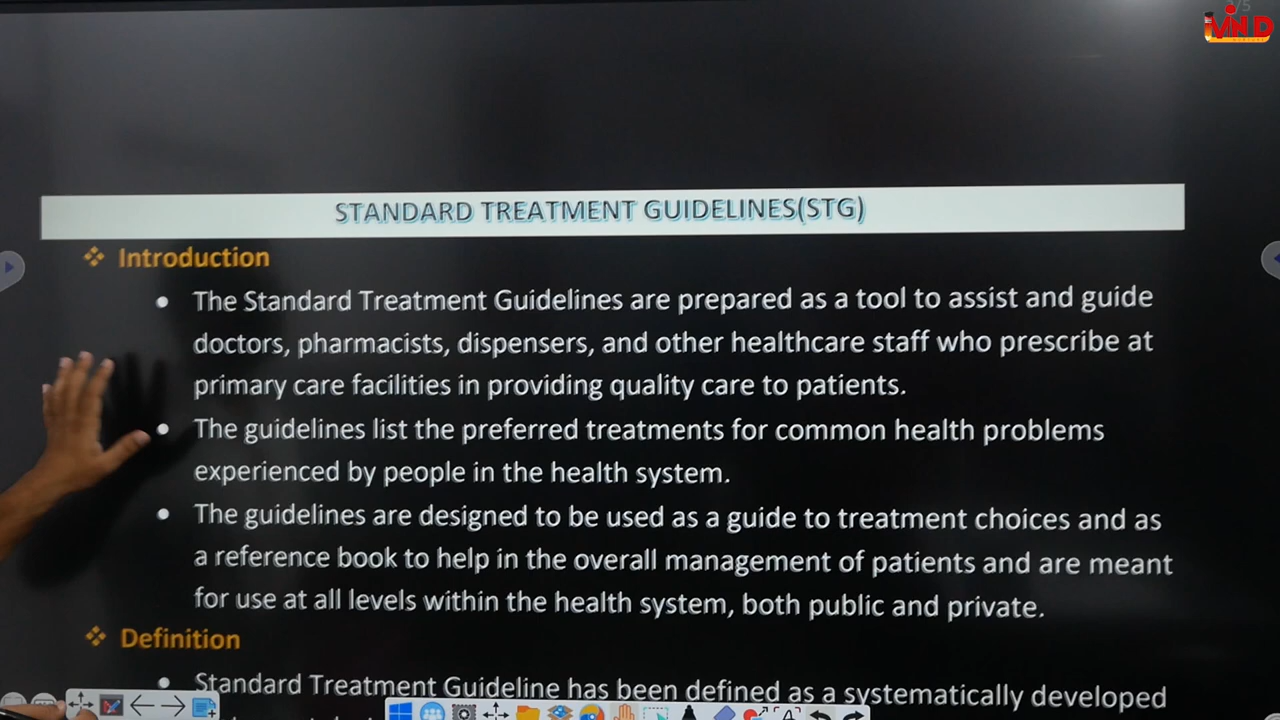 /5
MIND
STANDARD TREATMENT GUIDELINES(STG)
Introduction
The Standard Treatment Guidelines are prepared as a tool to assist and guide
doctors, pharmacists, dispensers, and other healthcare staff who prescribe at
primary care facilities in providing quality care to patients.
The guidelines list the preferred treatments for common health problems
experienced by people in the health system.
The guidelines are designed to be used as a guide to treatment choices and as
a reference book to help in the overall management of patients and are meant
for use at all levels within the health system, both public and private.
Definition
Standard Treatment Guideline has been defined as a systematically developed